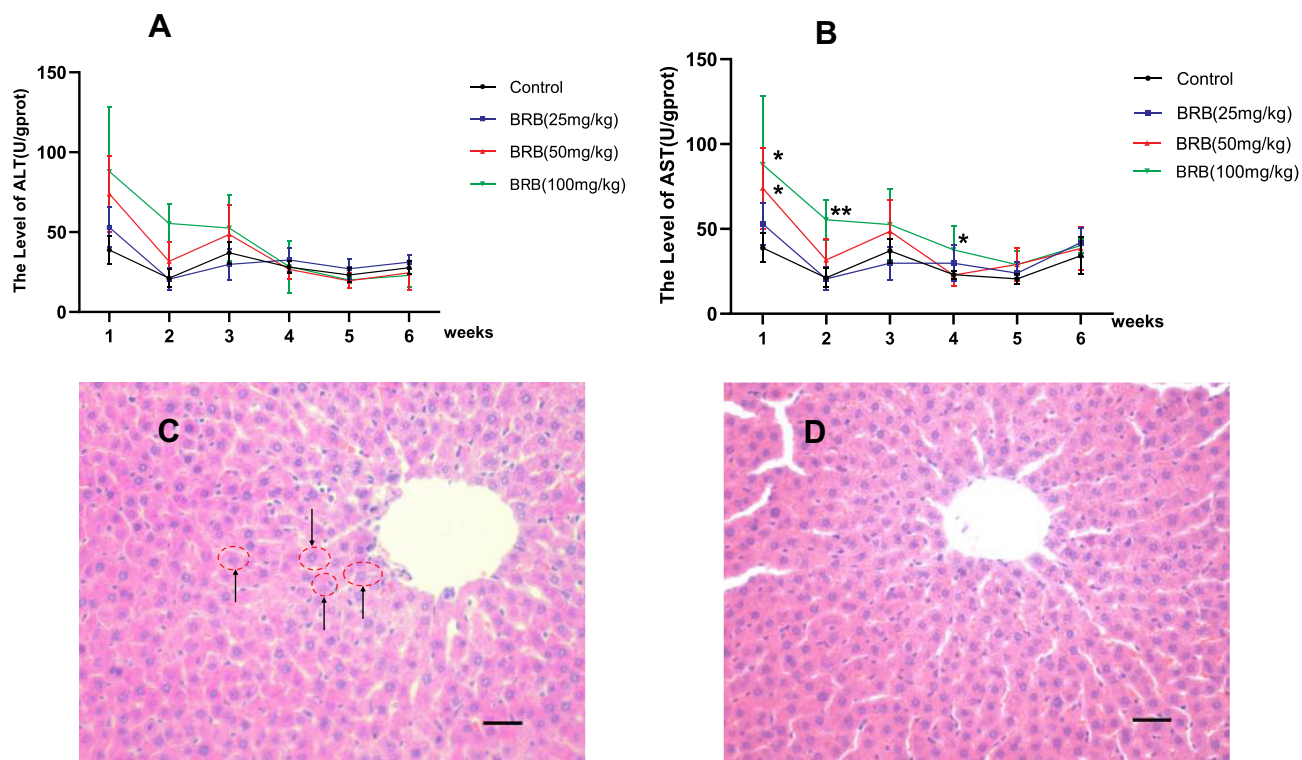 A
The Level of ALT(U/gprot)
150
100
50
0
1 2 3 4 5 6
weeks
Control
BRB(25mg/kg)
BRB(50mg/kg)
BRB(100mg/kg)
B
The Level of AST(U/gprot)
150
100
50
0
*
*
**
*
1 2 3 4 5 6
weeks
Control
BRB(25mg/kg)
BRB(50mg/kg)
BRB(100mg/kg)
C
D